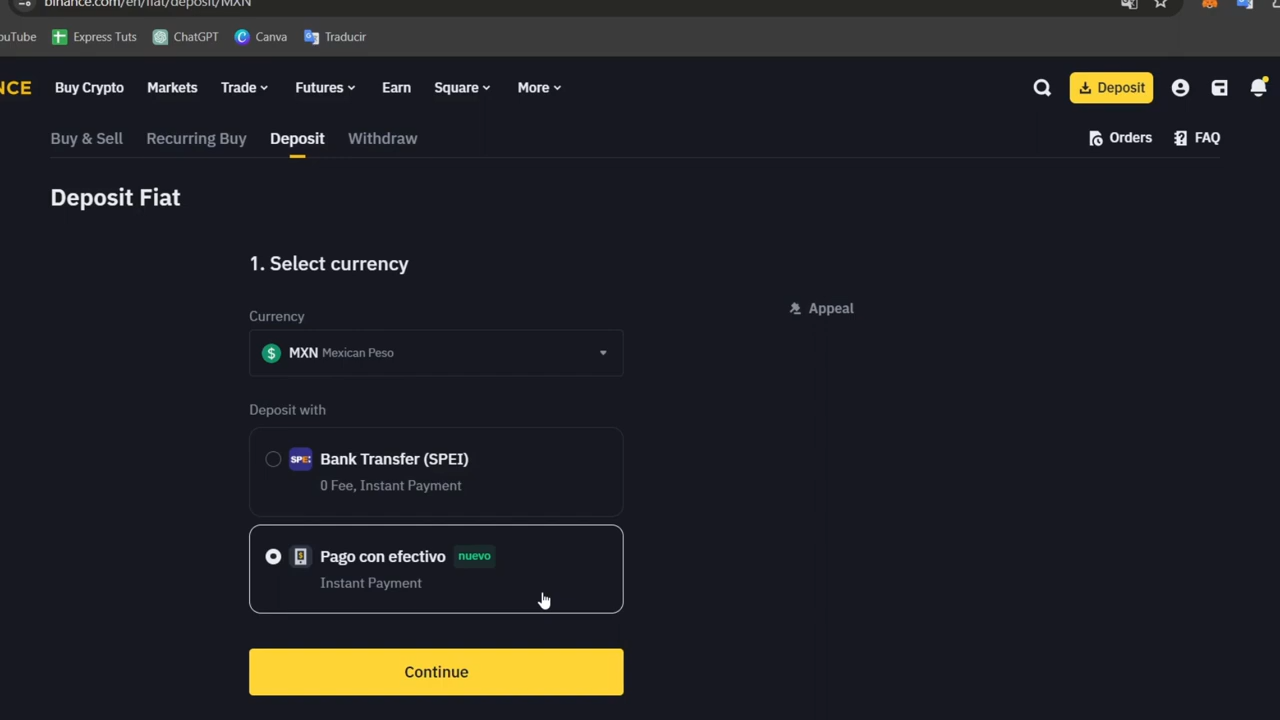 binance.com/en/fiat/deposit/MXN
ouTube Express Tuts ChatGPT Canva Traducir
NCE Buy Crypto Markets Trade Futures Earn Square More Deposit
Buy & Sell Recurring Buy Deposit Withdraw Orders FAQ
Deposit Fiat
1. Select currency
Appeal
Currency
$ MXN Mexican Peso
Deposit with
SPEI Bank Transfer (SPEI)
0 Fee, Instant Payment
Pago con efectivo nuevo
Instant Payment
Continue